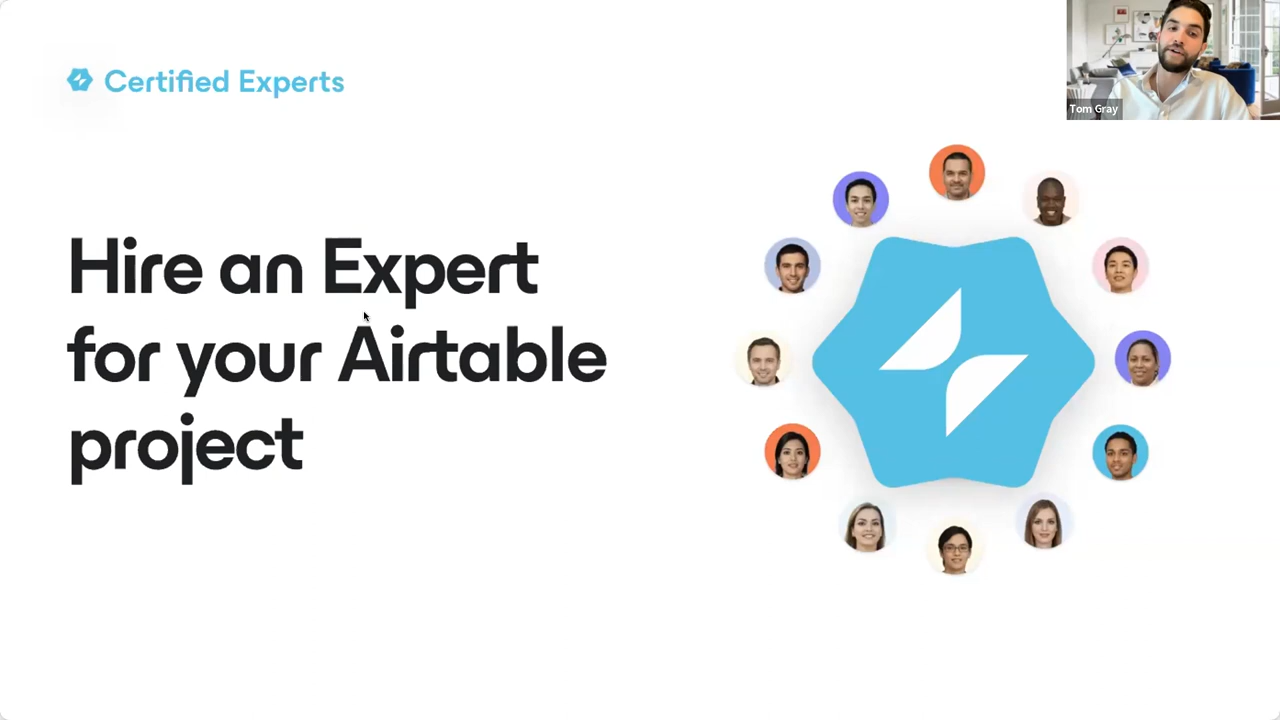 Certified Experts
Tom Gray
Hire an Expert
for your Airtable
project